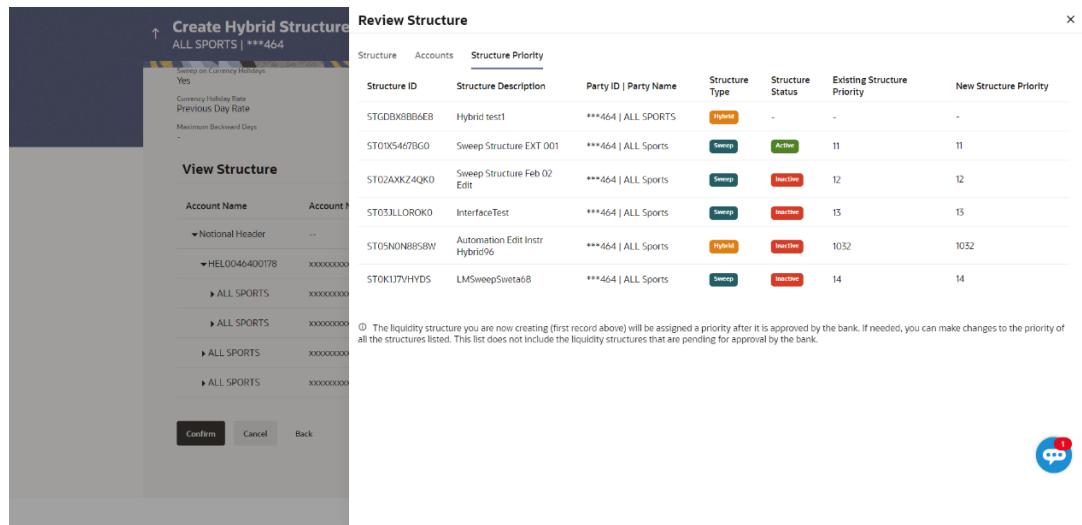 Create Hybrid Structure
ALL SPORTS | ***464
Sweep on Currency Holidays
Yes
Currency Holiday Rate
Previous Day Rate
Maximum Backward Days
-
View Structure
Account Name Account N
Notional Header --
HEL0046400178 xxxxxxxxx
ALL SPORTS xxxxxxxxx
ALL SPORTS xxxxxxxxx
ALL SPORTS xxxxxxxxx
ALL SPORTS xxxxxxxxx
Confirm Cancel Back
Review Structure
Structure Accounts Structure Priority
Structure ID Structure Description Party ID | Party Name Structure Type Structure Status Existing Structure Priority New Structure Priority
STGDBX8BB6E8 Hybrid test1 ***464 | ALL SPORTS Hybrid - - -
ST01X5467BG0 Sweep Structure EXT 001 ***464 | ALL Sports Sweep Active 11 11
ST02AXKZ4QK0 Sweep Structure Feb 02 Edit ***464 | ALL Sports Sweep Inactive 12 12
ST03JLLOROK0 InterfaceTest ***464 | ALL Sports Sweep Inactive 13 13
ST05N0N88S8W Automation Edit Instr Hybrid96 ***464 | ALL Sports Hybrid Inactive 1032 1032
ST0K1J7VHYDS LMSweepSweta68 ***464 | ALL Sports Sweep Inactive 14 14
The liquidity structure you are now creating (first record above) will be assigned a priority after it is approved by the bank. If needed, you can make changes to the priority of
all the structures listed. This list does not include the liquidity structures that are pending for approval by the bank.
1